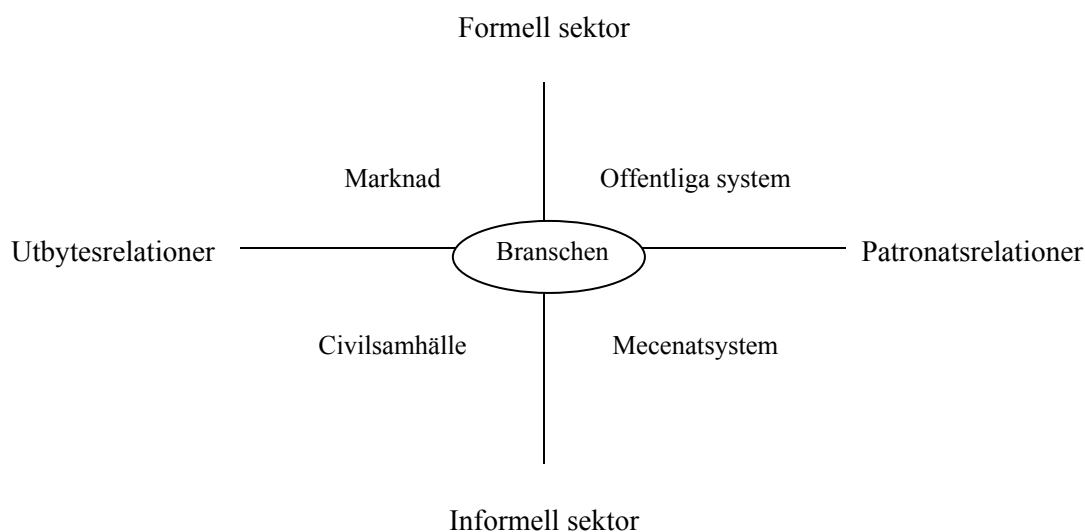 Formell sektor
Marknad
Offentliga system
Utbytesrelationer
Branschen
Patronatsrelationer
Civilsamhälle
Mecenatsystem
Informell sektor